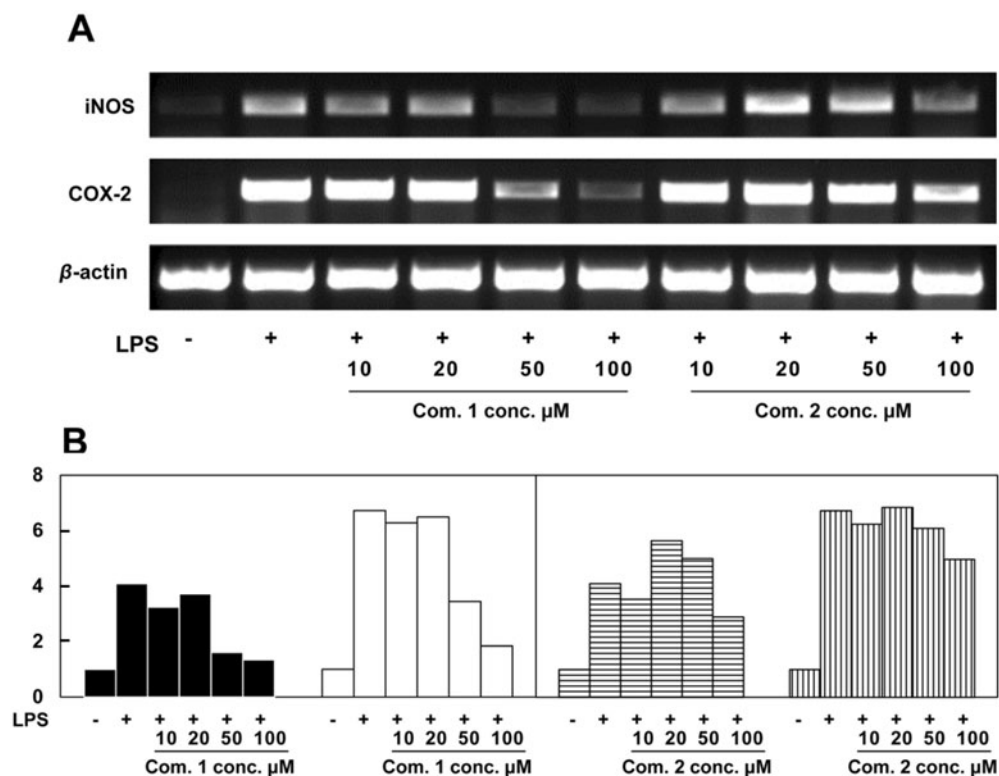 A
iNOS
COX-2
β-actin
LPS - + + + + + + + + +
10 20 50 100 10 20 50 100
Com. 1 conc. μM Com. 2 conc. μM
B
8
6
4
2
0
LPS - + + + + + - + + + + + - + + + + + - + + + + +
10 20 50 100 10 20 50 100 10 20 50 100 10 20 50 100
Com. 1 conc. μM Com. 1 conc. μM Com. 2 conc. μM Com. 2 conc. μM